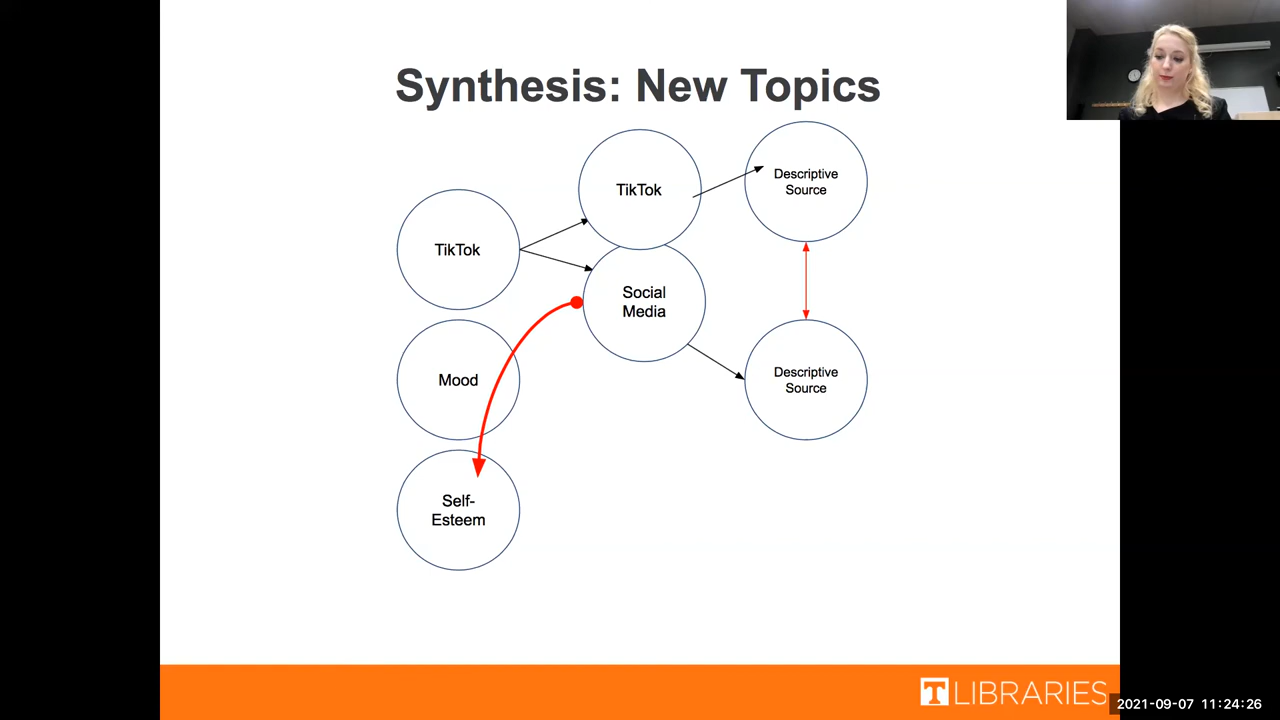 Synthesis: New Topics
TikTok
Mood
Self-
Esteem
TikTok
Social
Media
Descriptive
Source
Descriptive
Source
T LIBRARIES
2021-09-07 11:24:26